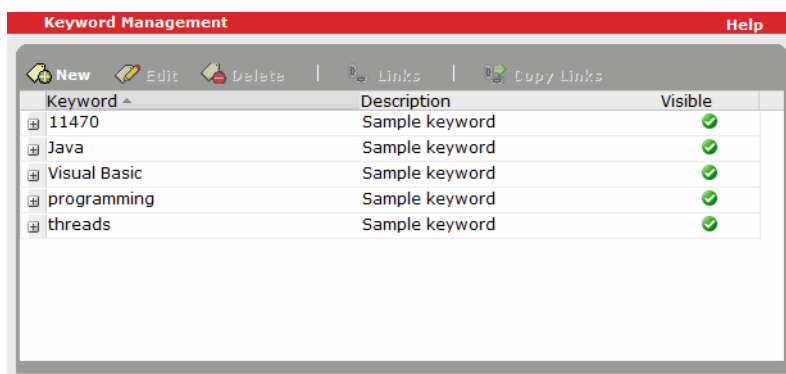 Keyword Management Help
New Edit Delete Links Copy Links
Keyword Description Visible
11470 Sample keyword
Java Sample keyword
Visual Basic Sample keyword
programming Sample keyword
threads Sample keyword